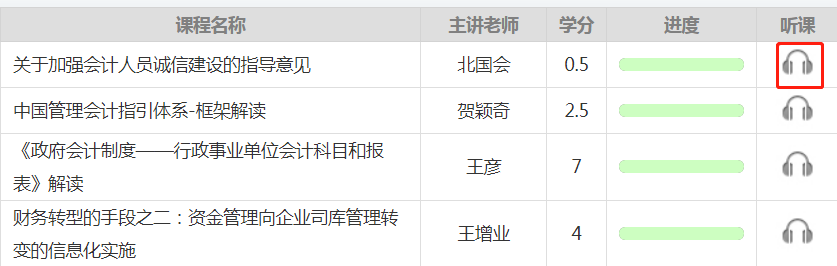 课程名称 主讲老师 学分 进度 听课
关于加强会计人员诚信建设的指导意见 北国会 0.5
中国管理会计指引体系-框架解读 贺颖奇 2.5
《政府会计制度——行政事业单位会计科目和报
表》解读 王彦 7
财务转型的手段之二：资金管理向企业司库管理转
变的信息化实施 王增业 4